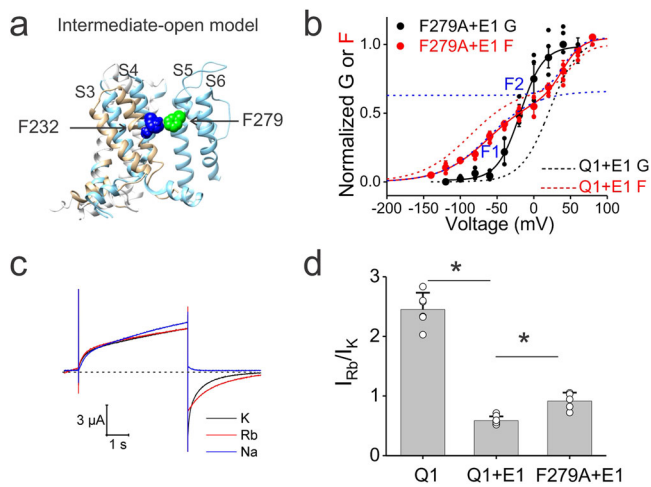 a
Intermediate-open model
S3
S4
S5
S6
F232
F279
b
Normalized G or F
1.0
0.5
0.0
F279A+E1 G
F279A+E1 F
F2
F1
Q1+E1 G
Q1+E1 F
-200 -150 -100 -50 0 50 100
Voltage (mV)
c
3 µA
1 s
K
Rb
Na
d
IRb/IK
3
2
1
0
*
*
Q1 Q1+E1 F279A+E1